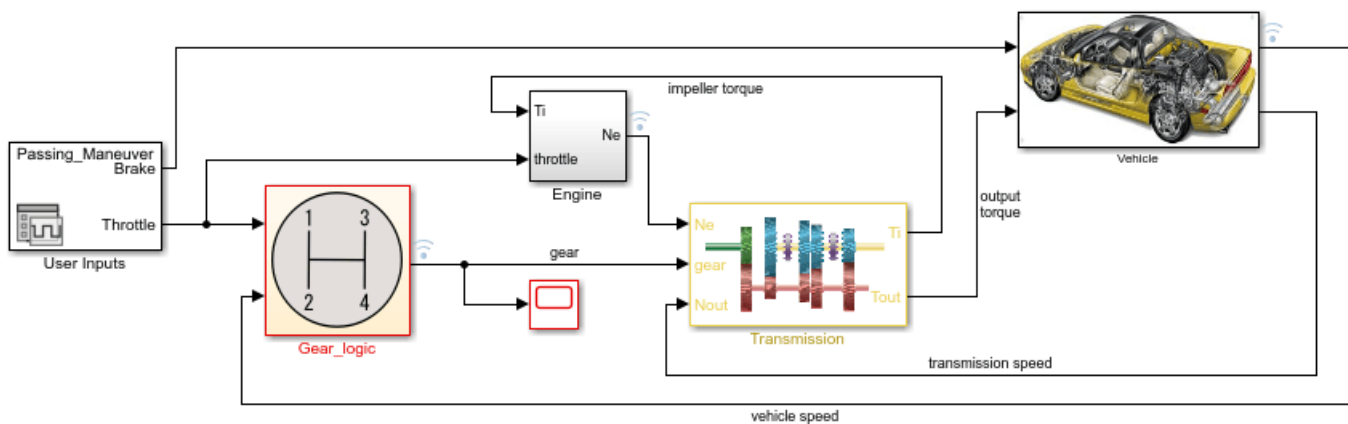 Passing_Maneuver
Brake
Throttle
User Inputs
1 3
2 4
Gear_logic
Ti
Ne
throttle
Engine
impeller torque
gear
Ne
gear
Nout
Ti
Tout
Transmission
output
torque
Vehicle
transmission speed
vehicle speed